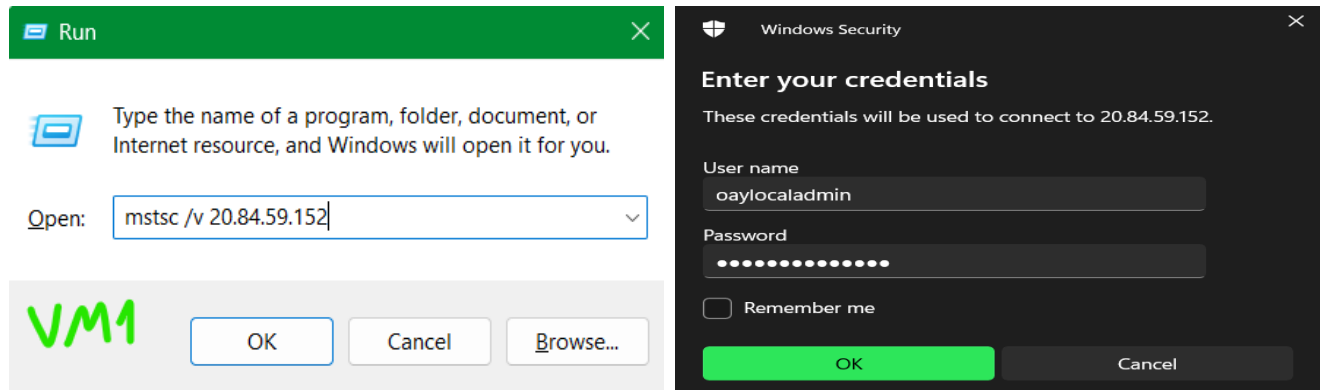 Run
Type the name of a program, folder, document, or
Internet resource, and Windows will open it for you.
Open: mstsc /v 20.84.59.152
VM1
OK Cancel Browse...
Windows Security
Enter your credentials
These credentials will be used to connect to 20.84.59.152.
User name
oaylocaladmin
Password
●●●●●●●●●●●●●●
Remember me
OK Cancel